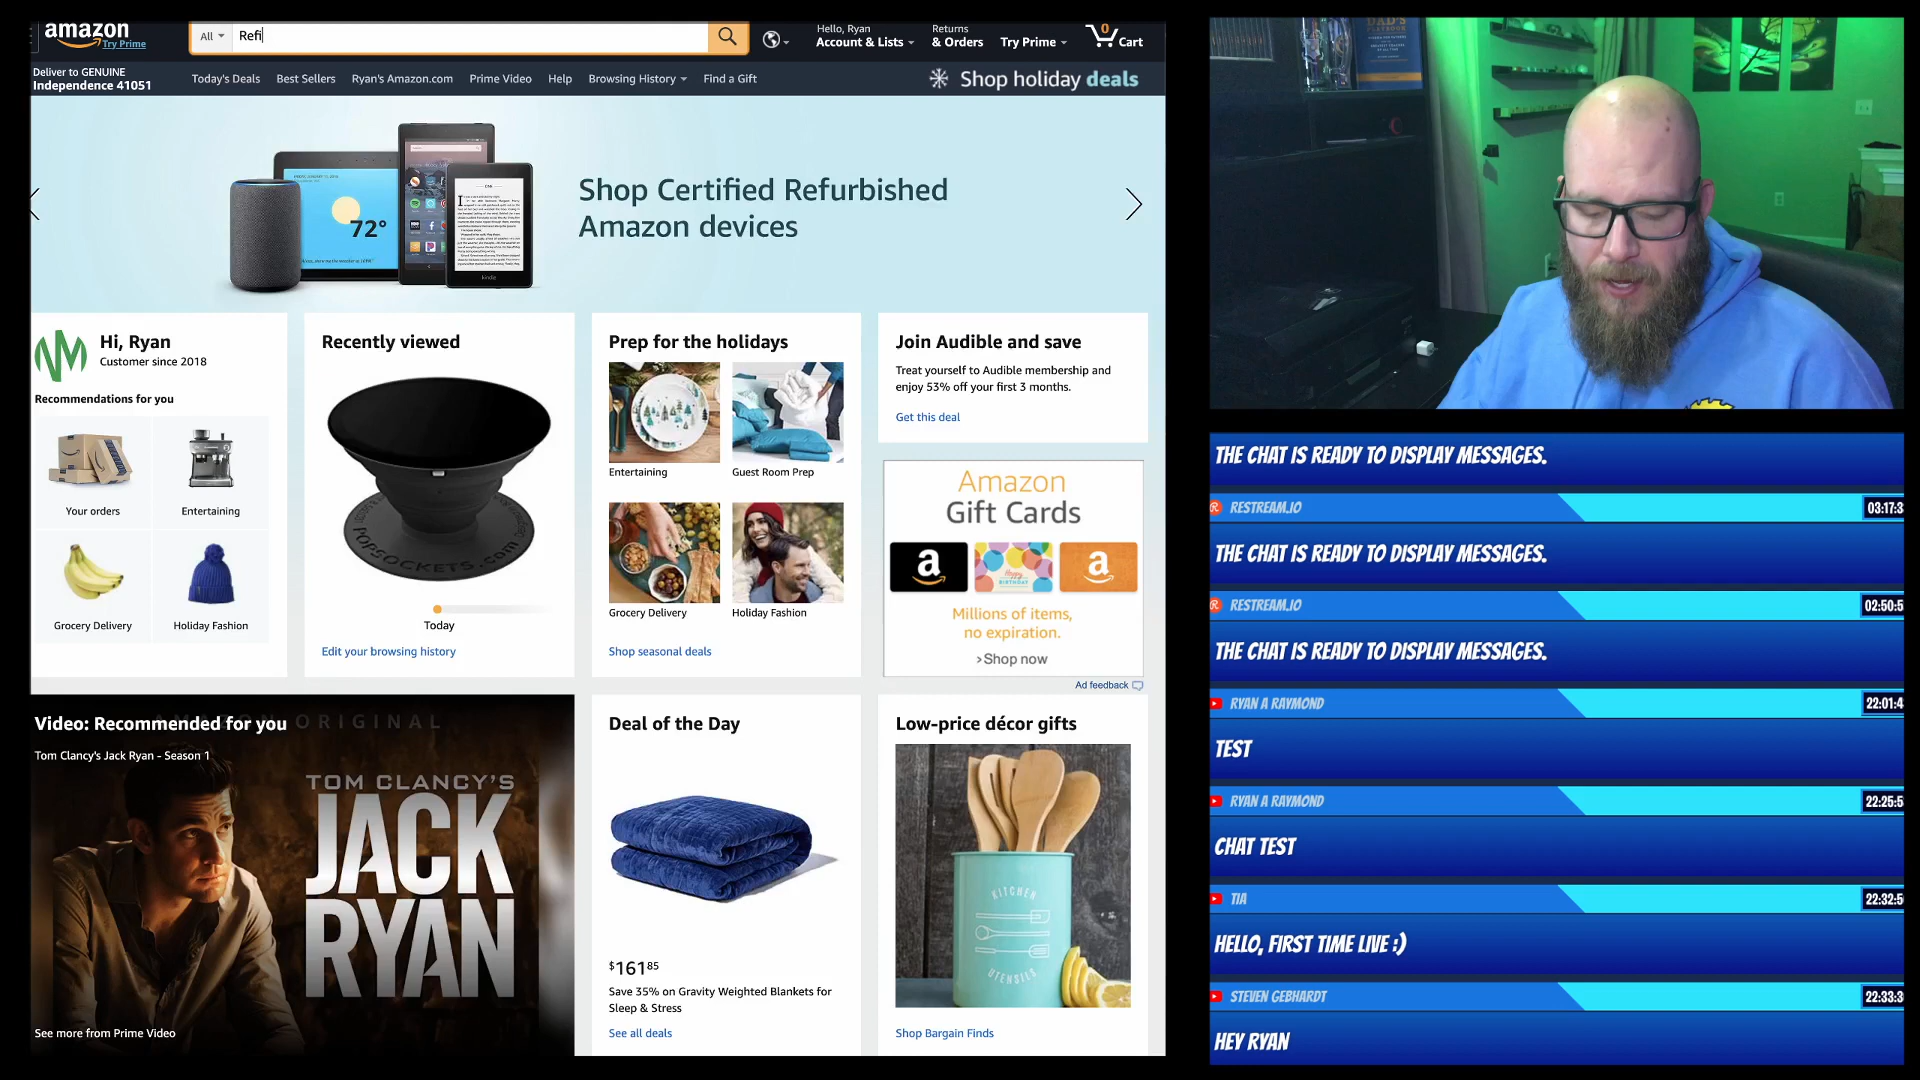 amazon
Try Prime
All
Refi
Hello, Ryan
Account & Lists
Returns
& Orders
Try Prime
0
Cart
Deliver to GENUINE
Independence 41051
Today's Deals
Best Sellers
Ryan's Amazon.com
Prime Video
Help
Browsing History
Find a Gift
Shop holiday deals
72°
kindle
Shop Certified Refurbished
Amazon devices
Hi, Ryan
Customer since 2018
Recommendations for you
Your orders
Entertaining
Grocery Delivery
Holiday Fashion
Recently viewed
POPSOCKETS.com
Today
Edit your browsing history
Prep for the holidays
Entertaining
Guest Room Prep
Grocery Delivery
Holiday Fashion
Shop seasonal deals
Join Audible and save
Treat yourself to Audible membership and
enjoy 53% off your first 3 months.
Get this deal
Amazon
Gift Cards
a
Happy
BIRTHDAY
a
Millions of items,
no expiration.
›Shop now
Ad feedback
Video: Recommended for you
ORIGINAL
Tom Clancy's Jack Ryan - Season 1
TOM CLANCY'S
JACK
RYAN
See more from Prime Video
Deal of the Day
$16185
Save 35% on Gravity Weighted Blankets for
Sleep & Stress
See all deals
Low-price décor gifts
KITCHEN
UTENSILS
Shop Bargain Finds
DAD'S
PLAYBOOK
THE CHAT IS READY TO DISPLAY MESSAGES.
RESTREAM.IO
03:17:3
THE CHAT IS READY TO DISPLAY MESSAGES.
RESTREAM.IO
02:50:5
THE CHAT IS READY TO DISPLAY MESSAGES.
RYAN A RAYMOND
22:01:4
TEST
RYAN A RAYMOND
22:25:5
CHAT TEST
TIA
22:32:5
HELLO, FIRST TIME LIVE :)
STEVEN GEBHARDT
22:33:3
HEY RYAN